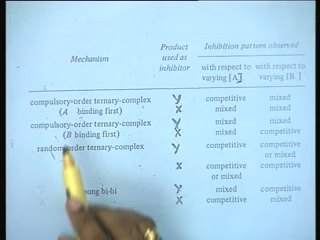 Product Inhibition pattern observed
Mechanism used as with respect to with respect to
inhibitor varying [A] varying [B]
compulsory-order ternary-complex Y competitive mixed
(A binding first) X mixed mixed
compulsory-order ternary-complex Y mixed mixed
(B binding first) X mixed competitive
random-order ternary-complex Y competitive competitive
or mixed
X competitive competitive
or mixed
bi-bi Y mixed competitive
X competitive mixed